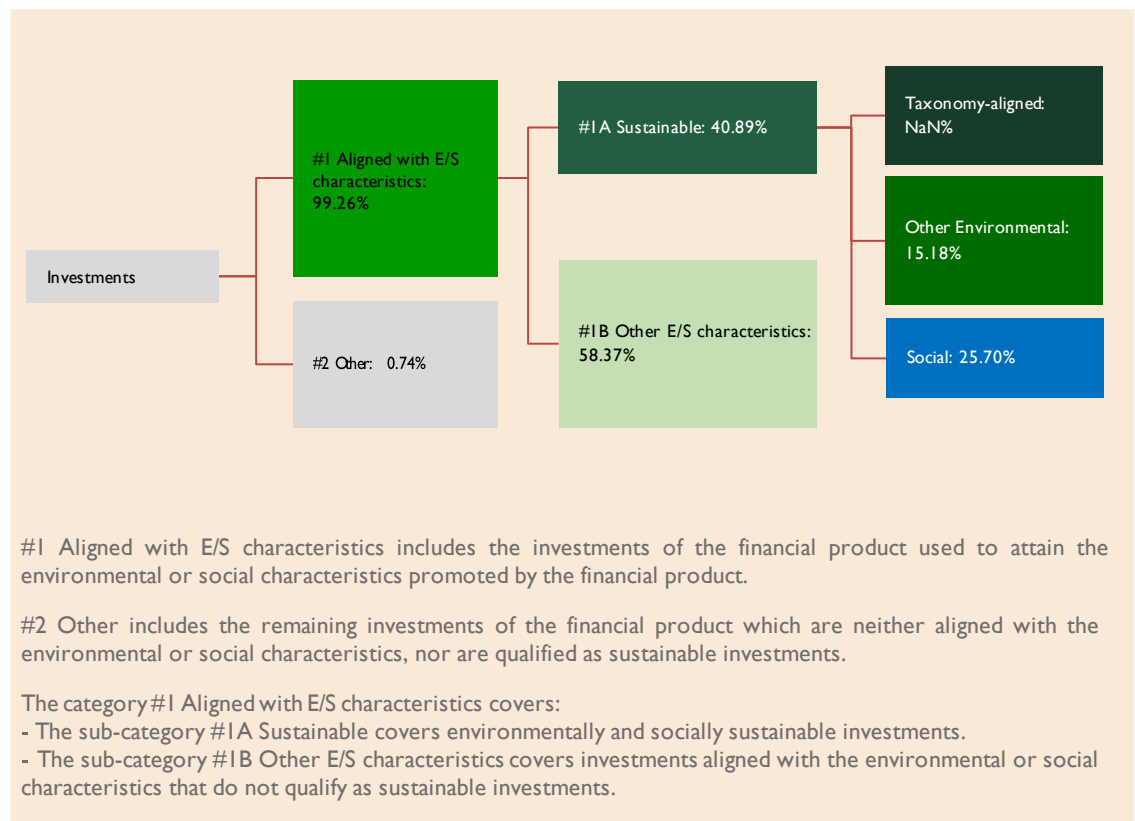 Investments
#1 Aligned with E/S
characteristics:
99.26%
#2 Other: 0.74%
#1A Sustainable: 40.89%
#1B Other E/S characteristics:
58.37%
Taxonomy-aligned:
NaN%
Other Environmental:
15.18%
Social: 25.70%
#1 Aligned with E/S characteristics includes the investments of the financial product used to attain the
environmental or social characteristics promoted by the financial product.
#2 Other includes the remaining investments of the financial product which are neither aligned with the
environmental or social characteristics, nor are qualified as sustainable investments.
The category #1 Aligned with E/S characteristics covers:
- The sub-category #1A Sustainable covers environmentally and socially sustainable investments.
- The sub-category #1B Other E/S characteristics covers investments aligned with the environmental or social
characteristics that do not qualify as sustainable investments.